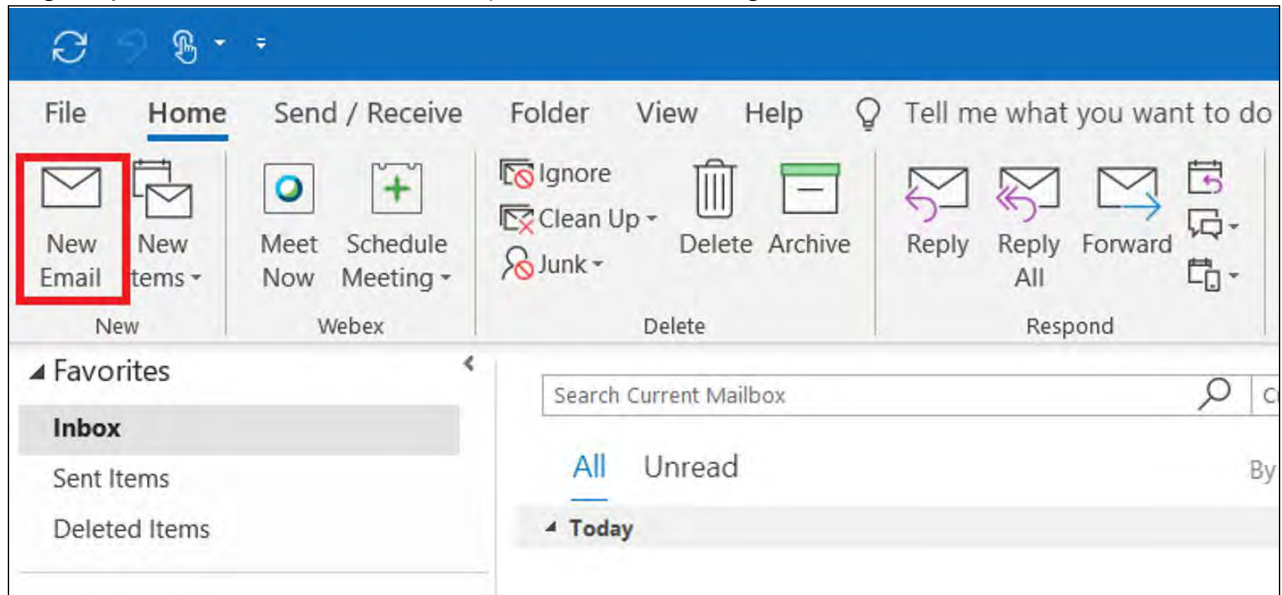 File Home Send / Receive Folder View Help Tell me what you want to do
New Email
New Items
New
Meet Now
Schedule Meeting
Webex
Ignore
Clean Up
Junk
Delete
Archive
Delete
Reply
Reply All
Forward
Respond
Favorites
Inbox
Sent Items
Deleted Items
Search Current Mailbox
All Unread By
Today